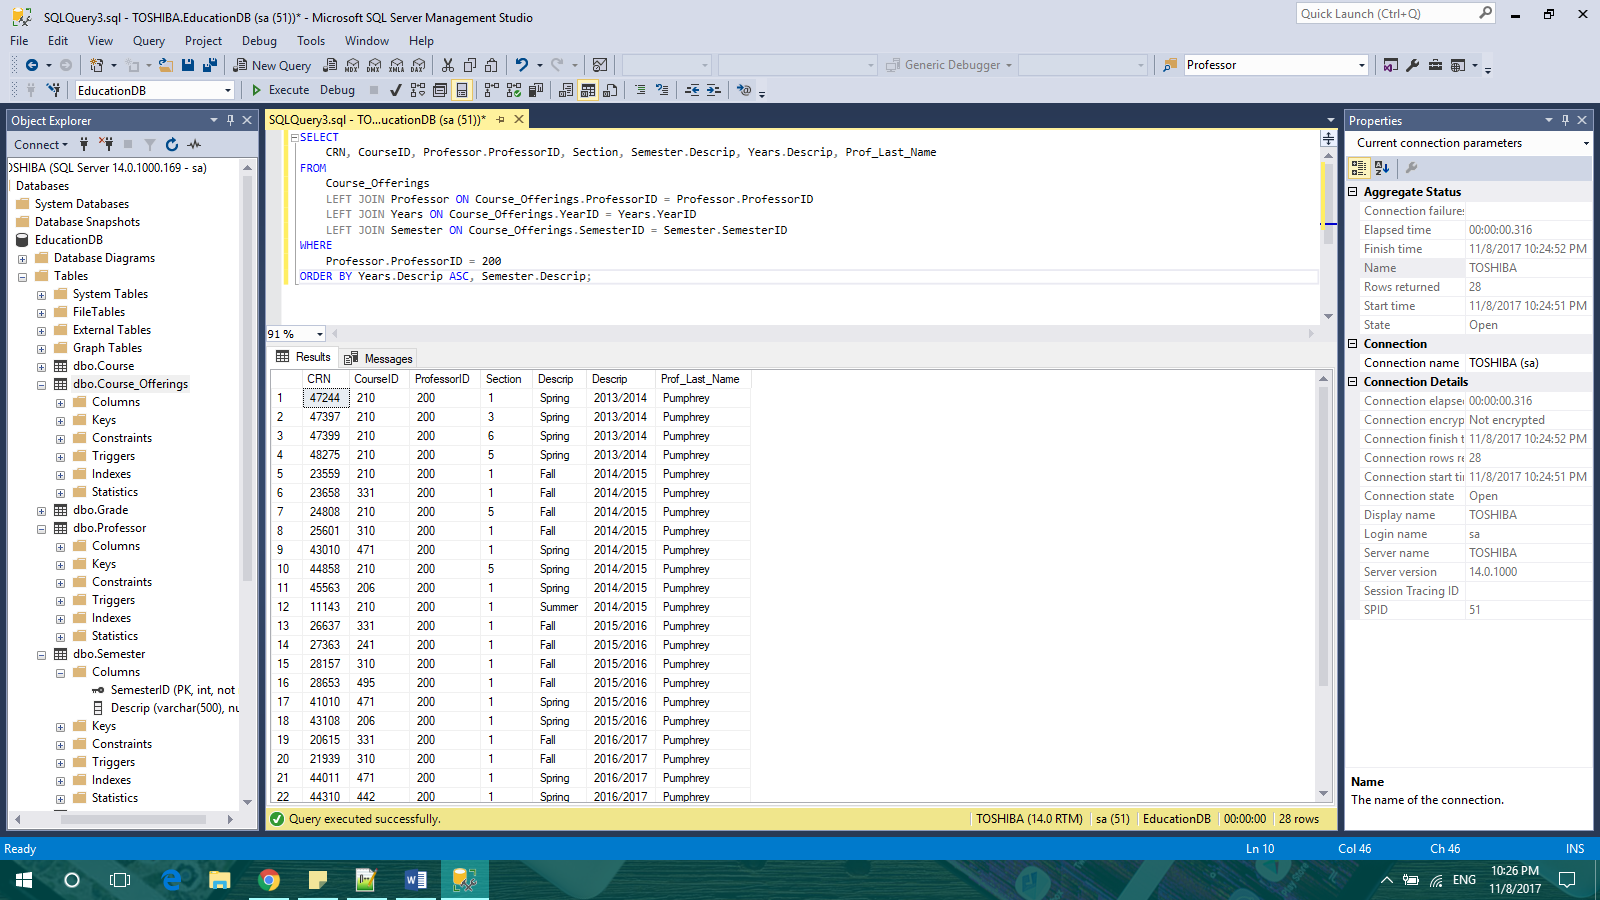 SQLQuery3.sql - TOSHIBA.EducationDB (sa (51))* - Microsoft SQL Server Management Studio
Quick Launch (Ctrl+Q)
File Edit View Query Project Debug Tools Window Help
New Query MDX DMX XMLA DAX Generic Debugger Professor
EducationDB Execute Debug
Object Explorer
Connect
OSHIBA (SQL Server 14.0.1000.169 - sa)
Databases
System Databases
Database Snapshots
EducationDB
Database Diagrams
Tables
System Tables
FileTables
External Tables
Graph Tables
dbo.Course
dbo.Course_Offerings
Columns
Keys
Constraints
Triggers
Indexes
Statistics
dbo.Grade
dbo.Professor
Columns
Keys
Constraints
Triggers
Indexes
Statistics
dbo.Semester
Columns
SemesterID (PK, int, not
Descrip (varchar(500), nu
Keys
Constraints
Triggers
Indexes
Statistics
SQLQuery3.sql - TO...ucationDB (sa (51))*
SELECT
CRN, CourseID, Professor.ProfessorID, Section, Semester.Descrip, Years.Descrip, Prof_Last_Name
FROM
Course_Offerings
LEFT JOIN Professor ON Course_Offerings.ProfessorID = Professor.ProfessorID
LEFT JOIN Years ON Course_Offerings.YearID = Years.YearID
LEFT JOIN Semester ON Course_Offerings.SemesterID = Semester.SemesterID
WHERE
Professor.ProfessorID = 200
ORDER BY Years.Descrip ASC, Semester.Descrip;
91 %
Results Messages
CRN CourseID ProfessorID Section Descrip Descrip Prof_Last_Name
1 47244 210 200 1 Spring 2013/2014 Pumphrey
2 47397 210 200 3 Spring 2013/2014 Pumphrey
3 47399 210 200 6 Spring 2013/2014 Pumphrey
4 48275 210 200 5 Spring 2013/2014 Pumphrey
5 23559 210 200 1 Fall 2014/2015 Pumphrey
6 23658 331 200 1 Fall 2014/2015 Pumphrey
7 24808 210 200 5 Fall 2014/2015 Pumphrey
8 25601 310 200 1 Fall 2014/2015 Pumphrey
9 43010 471 200 1 Spring 2014/2015 Pumphrey
10 44858 210 200 5 Spring 2014/2015 Pumphrey
11 45563 206 200 1 Spring 2014/2015 Pumphrey
12 11143 210 200 1 Summer 2014/2015 Pumphrey
13 26637 331 200 1 Fall 2015/2016 Pumphrey
14 27363 241 200 1 Fall 2015/2016 Pumphrey
15 28157 310 200 1 Fall 2015/2016 Pumphrey
16 28653 495 200 1 Fall 2015/2016 Pumphrey
17 41010 471 200 1 Spring 2015/2016 Pumphrey
18 43108 206 200 1 Spring 2015/2016 Pumphrey
19 20615 331 200 1 Fall 2016/2017 Pumphrey
20 21939 310 200 1 Fall 2016/2017 Pumphrey
21 44011 471 200 1 Spring 2016/2017 Pumphrey
22 44310 442 200 1 Spring 2016/2017 Pumphrey
Query executed successfully. TOSHIBA (14.0 RTM) sa (51) EducationDB 00:00:00 28 rows
Properties
Current connection parameters
Aggregate Status
Connection failures
Elapsed time 00:00:00.316
Finish time 11/8/2017 10:24:52 PM
Name TOSHIBA
Rows returned 28
Start time 11/8/2017 10:24:51 PM
State Open
Connection
Connection name TOSHIBA (sa)
Connection Details
Connection elapse 00:00:00.316
Connection encryp Not encrypted
Connection finish t 11/8/2017 10:24:52 PM
Connection rows re 28
Connection start ti 11/8/2017 10:24:51 PM
Connection state Open
Display name TOSHIBA
Login name sa
Server name TOSHIBA
Server version 14.0.1000
Session Tracing ID
SPID 51
Name
The name of the connection.
Ready Ln 10 Col 46 Ch 46 INS
ENG 10:26 PM
11/8/2017